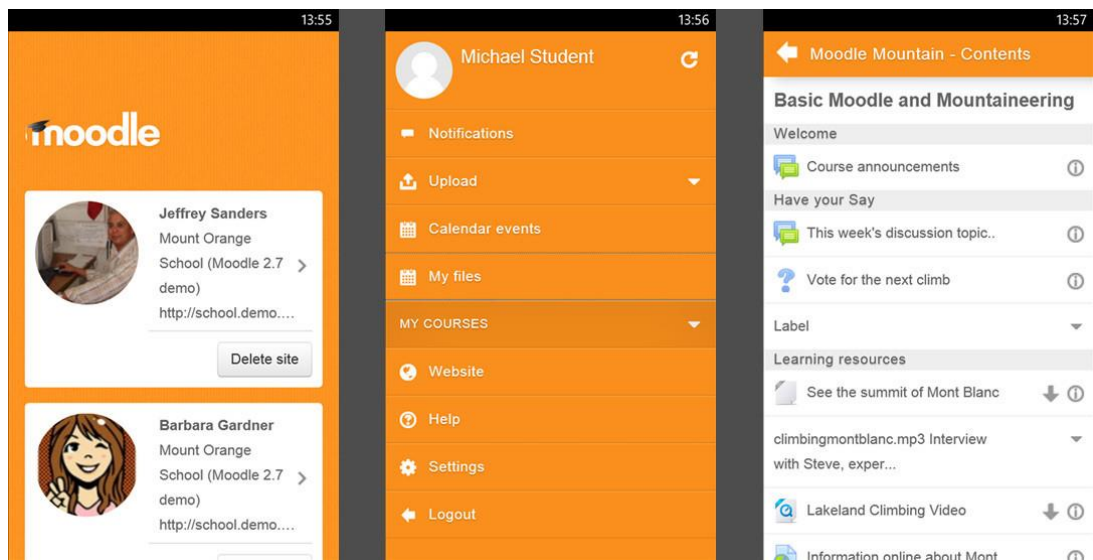 13:55
moodle
Jeffrey Sanders
Mount Orange
School (Moodle 2.7
demo)
http://school.demo....
Delete site
Barbara Gardner
Mount Orange
School (Moodle 2.7
demo)
http://school.demo....
13:56
Michael Student
Notifications
Upload
Calendar events
My files
MY COURSES
Website
Help
Settings
Logout
13:57
Moodle Mountain - Contents
Basic Moodle and Mountaineering
Welcome
Course announcements
Have your Say
This week's discussion topic..
Vote for the next climb
Label
Learning resources
See the summit of Mont Blanc
climbingmontblanc.mp3 Interview
with Steve, exper...
Lakeland Climbing Video
Information online about Mont